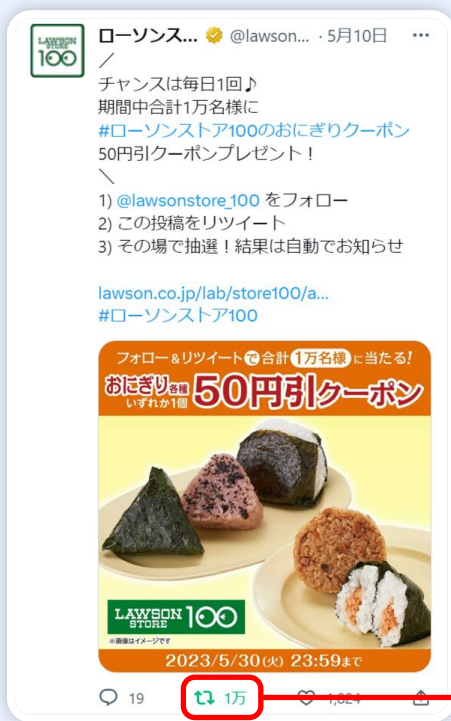 ローソンス... @lawson... · 5月10日 ...
／
チャンスは毎日1回♪
期間中合計1万名様に
#ローソンストア100のおにぎりクーポン
50円引クーポンプレゼント！
＼
1) @lawsonstore_100 をフォロー
2) この投稿をリツイート
3) その場で抽選！結果は自動でお知らせ
lawson.co.jp/lab/store100/a...
#ローソンストア100
フォロー&リツイートで合計1万名様に当たる!
おにぎり各種いずれか1個 50円引クーポン
LAWSON STORE 100
※画像はイメージです
2023/5/30(火) 23:59まで
19 1万 1,624
LAWSON STORE 100